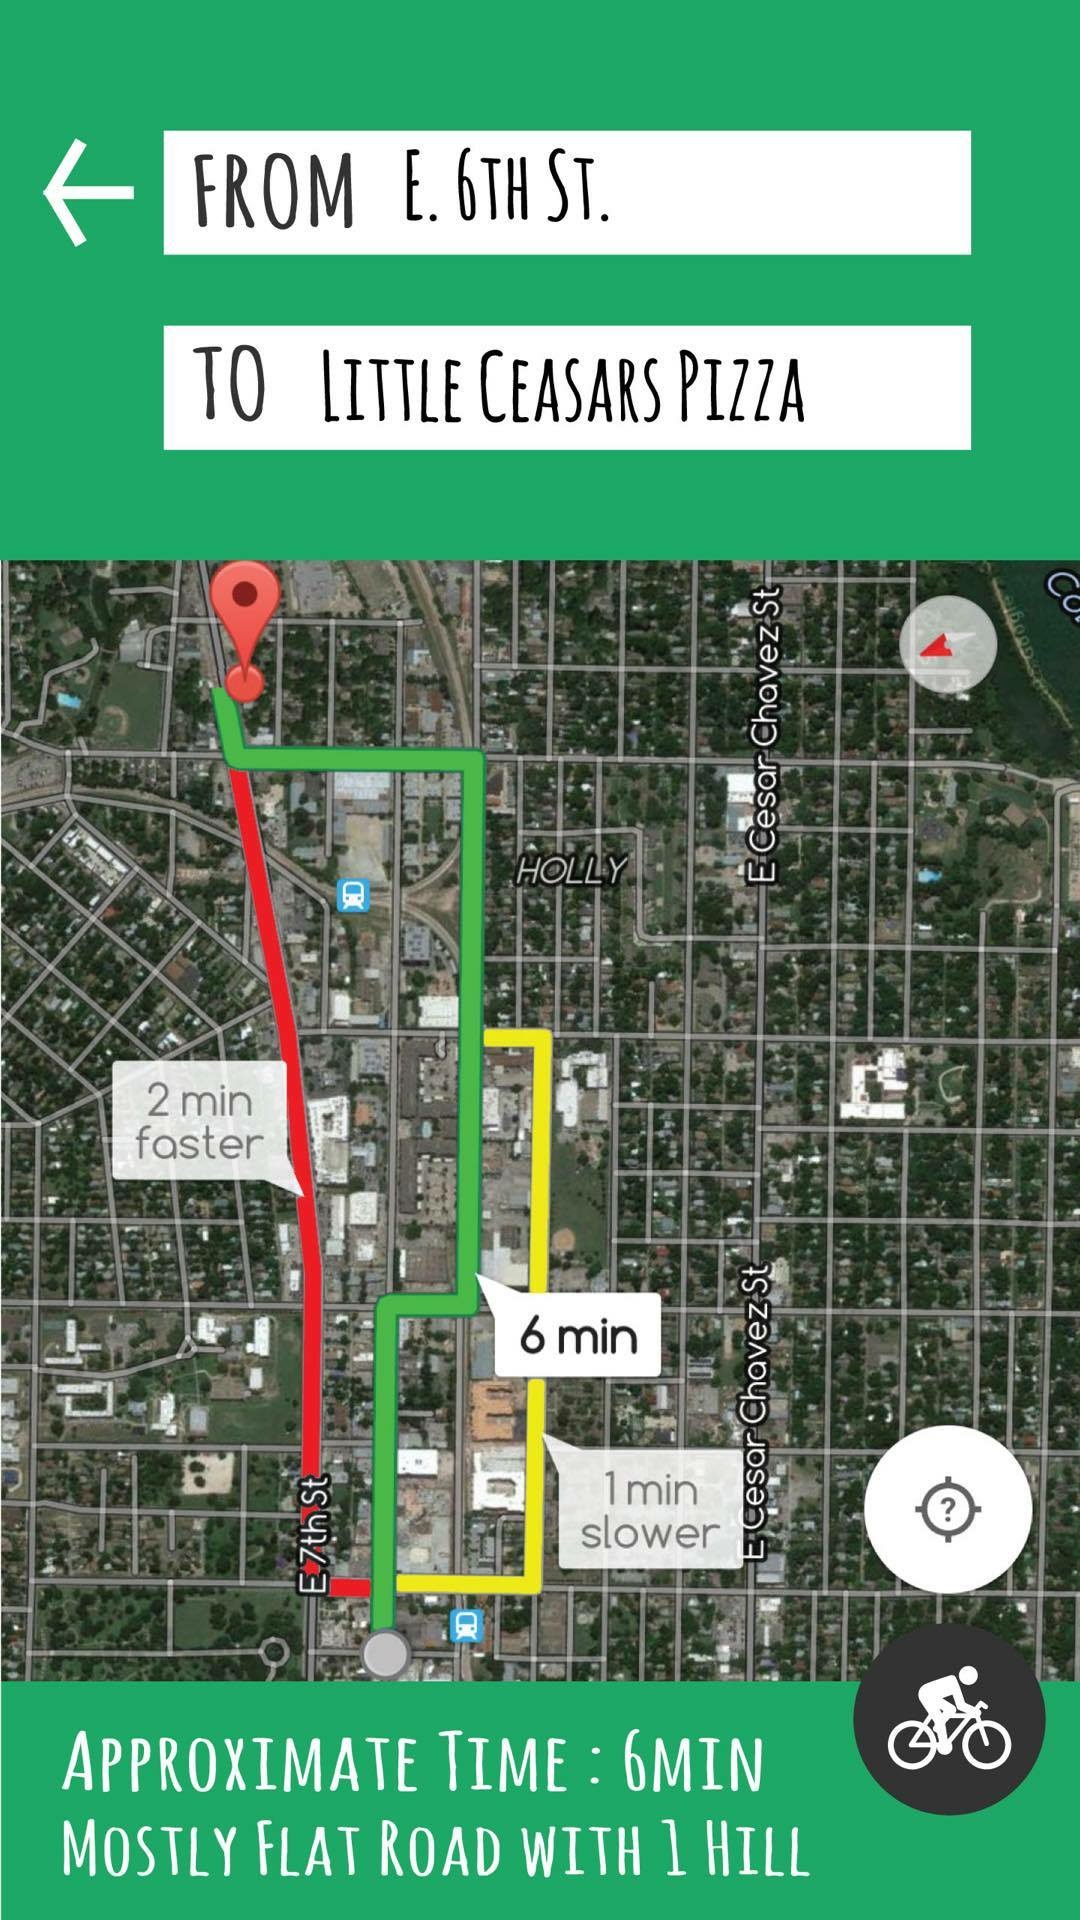 FROM E. 6TH ST.
TO LITTLE CEASARS PIZZA
E Cesar Chavez St
HOLLY
2 min
faster
6 min
E Cesar Chavez St
1 min
slower
E 7th St
?
APPROXIMATE TIME : 6MIN
MOSTLY FLAT ROAD WITH 1 HILL